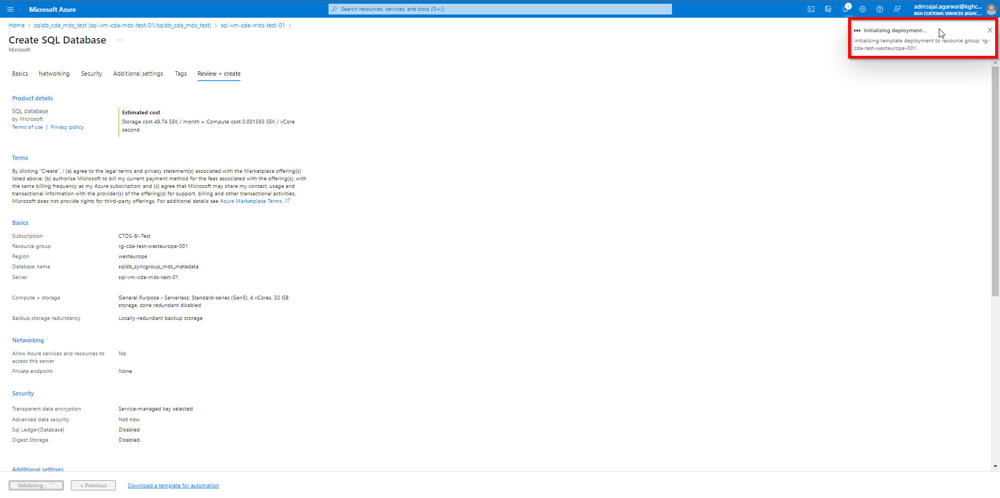 Microsoft Azure
Search resources, services, and docs (G+/)
2
admsajal.agarwal@kghc...
KGH CUSTOMS SERVICES (KGHC....
Home > sqldb_cda_mds_test (sql-vm-cda-mds-test-01/sqldb_cda_mds_test) > sql-vm-cda-mds-test-01 >
Create SQL Database ...
Microsoft
Initializing deployment...
Initializing template deployment to resource group 'rg-
cda-test-westeurope-001'.
Basics Networking Security Additional settings Tags Review + create
Product details
SQL database
by Microsoft
Terms of use | Privacy policy
Estimated cost
Storage cost 49.74 SEK / month + Compute cost 0.001393 SEK / vCore
second
Terms
By clicking "Create", I (a) agree to the legal terms and privacy statement(s) associated with the Marketplace offering(s)
listed above; (b) authorize Microsoft to bill my current payment method for the fees associated with the offering(s), with
the same billing frequency as my Azure subscription; and (c) agree that Microsoft may share my contact, usage and
transactional information with the provider(s) of the offering(s) for support, billing and other transactional activities.
Microsoft does not provide rights for third-party offerings. For additional details see Azure Marketplace Terms.
Basics
Subscription CTDS-BI-Test
Resource group rg-cda-test-westeurope-001
Region westeurope
Database name sqldb_syncgroup_mds_metadata
Server sql-vm-cda-mds-test-01
Compute + storage General Purpose - Serverless: Standard-series (Gen5), 4 vCores, 32 GB
storage, zone redundant disabled
Backup storage redundancy Locally-redundant backup storage
Networking
Allow Azure services and resources to No
access this server
Private endpoint None
Security
Transparent data encryption Service-managed key selected
Advanced data security Not now
Sql Ledger(Database) Disabled
Digest Storage Disabled
Additional settings
Validating... < Previous Download a template for automation